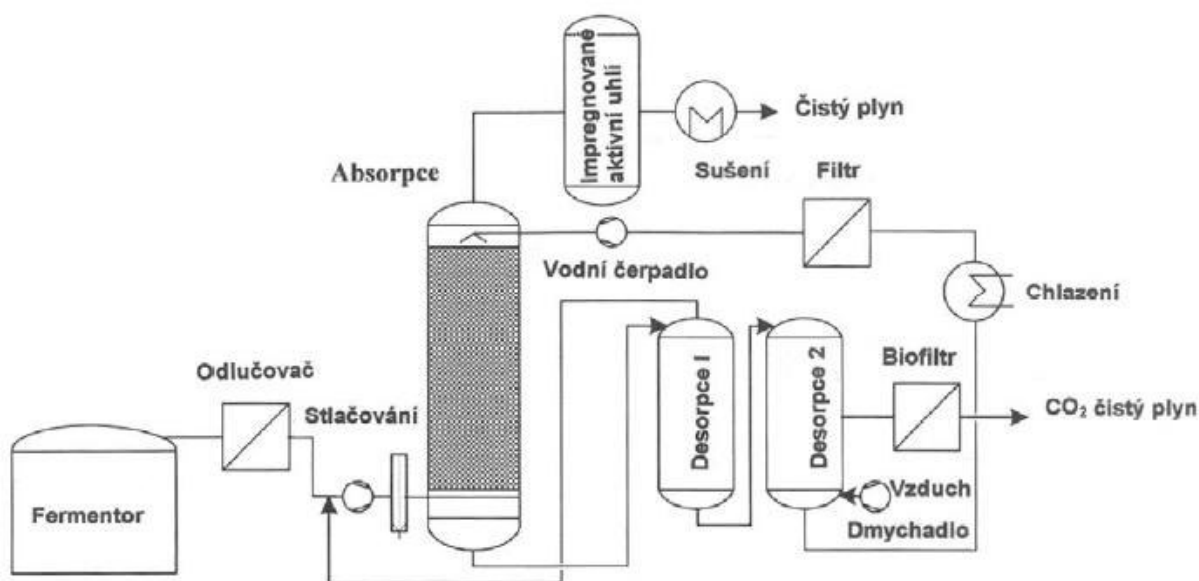 Impregnované
aktivní uhlí
Čistý plyn
Sušení
Filtr
Absorpce
Vodní čerpadlo
Chlazení
Desorpce I
Desorpce 2
Biofiltr
CO₂ čistý plyn
Odlučovač
Stlačování
Fermentor
Vzduch
Dmychadlo